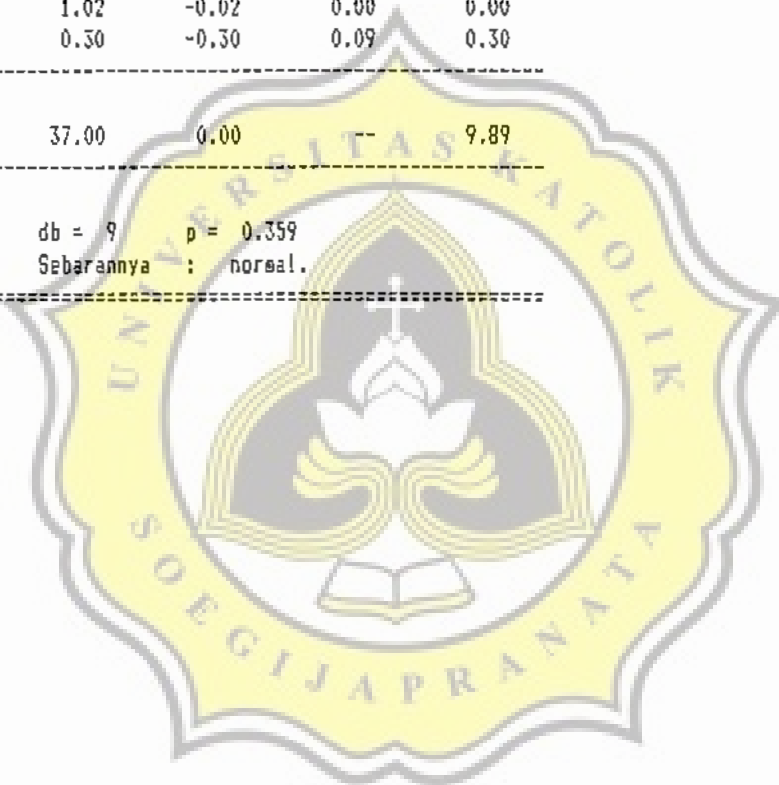 1.02 -0.02 0.00 0.00
0.30 -0.30 0.09 0.30
37.00 0.00 -- 9.89
db = 9 p = 0.359
Sebarannya : normal.
UNIVERSITAS KATOLIK
SOEGIJAPRANATA